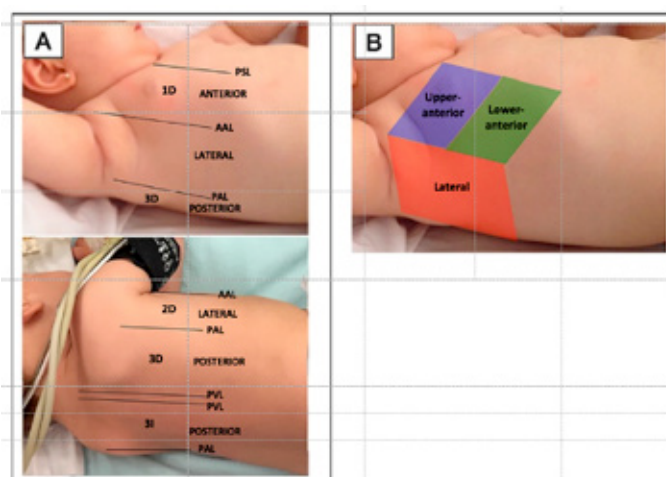 A
PSL
1D
ANTERIOR
AAL
LATERAL
PAL
3D
POSTERIOR
AAL
2D
LATERAL
PAL
3D
POSTERIOR
PVL
PVL
3I
POSTERIOR
PAL
B
Upper-
anterior
Lower-
anterior
Lateral